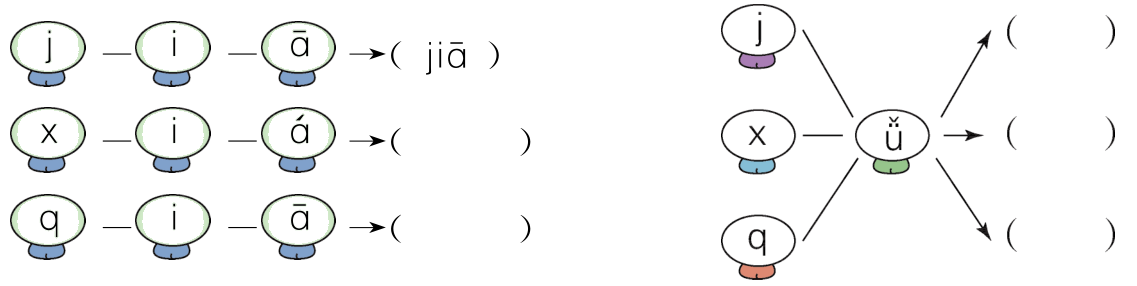 j — i — ā → ( jiā )
x — i — á → ( )
q — i — ā → ( )
j ( )
x — ǚ → ( )
q ( )